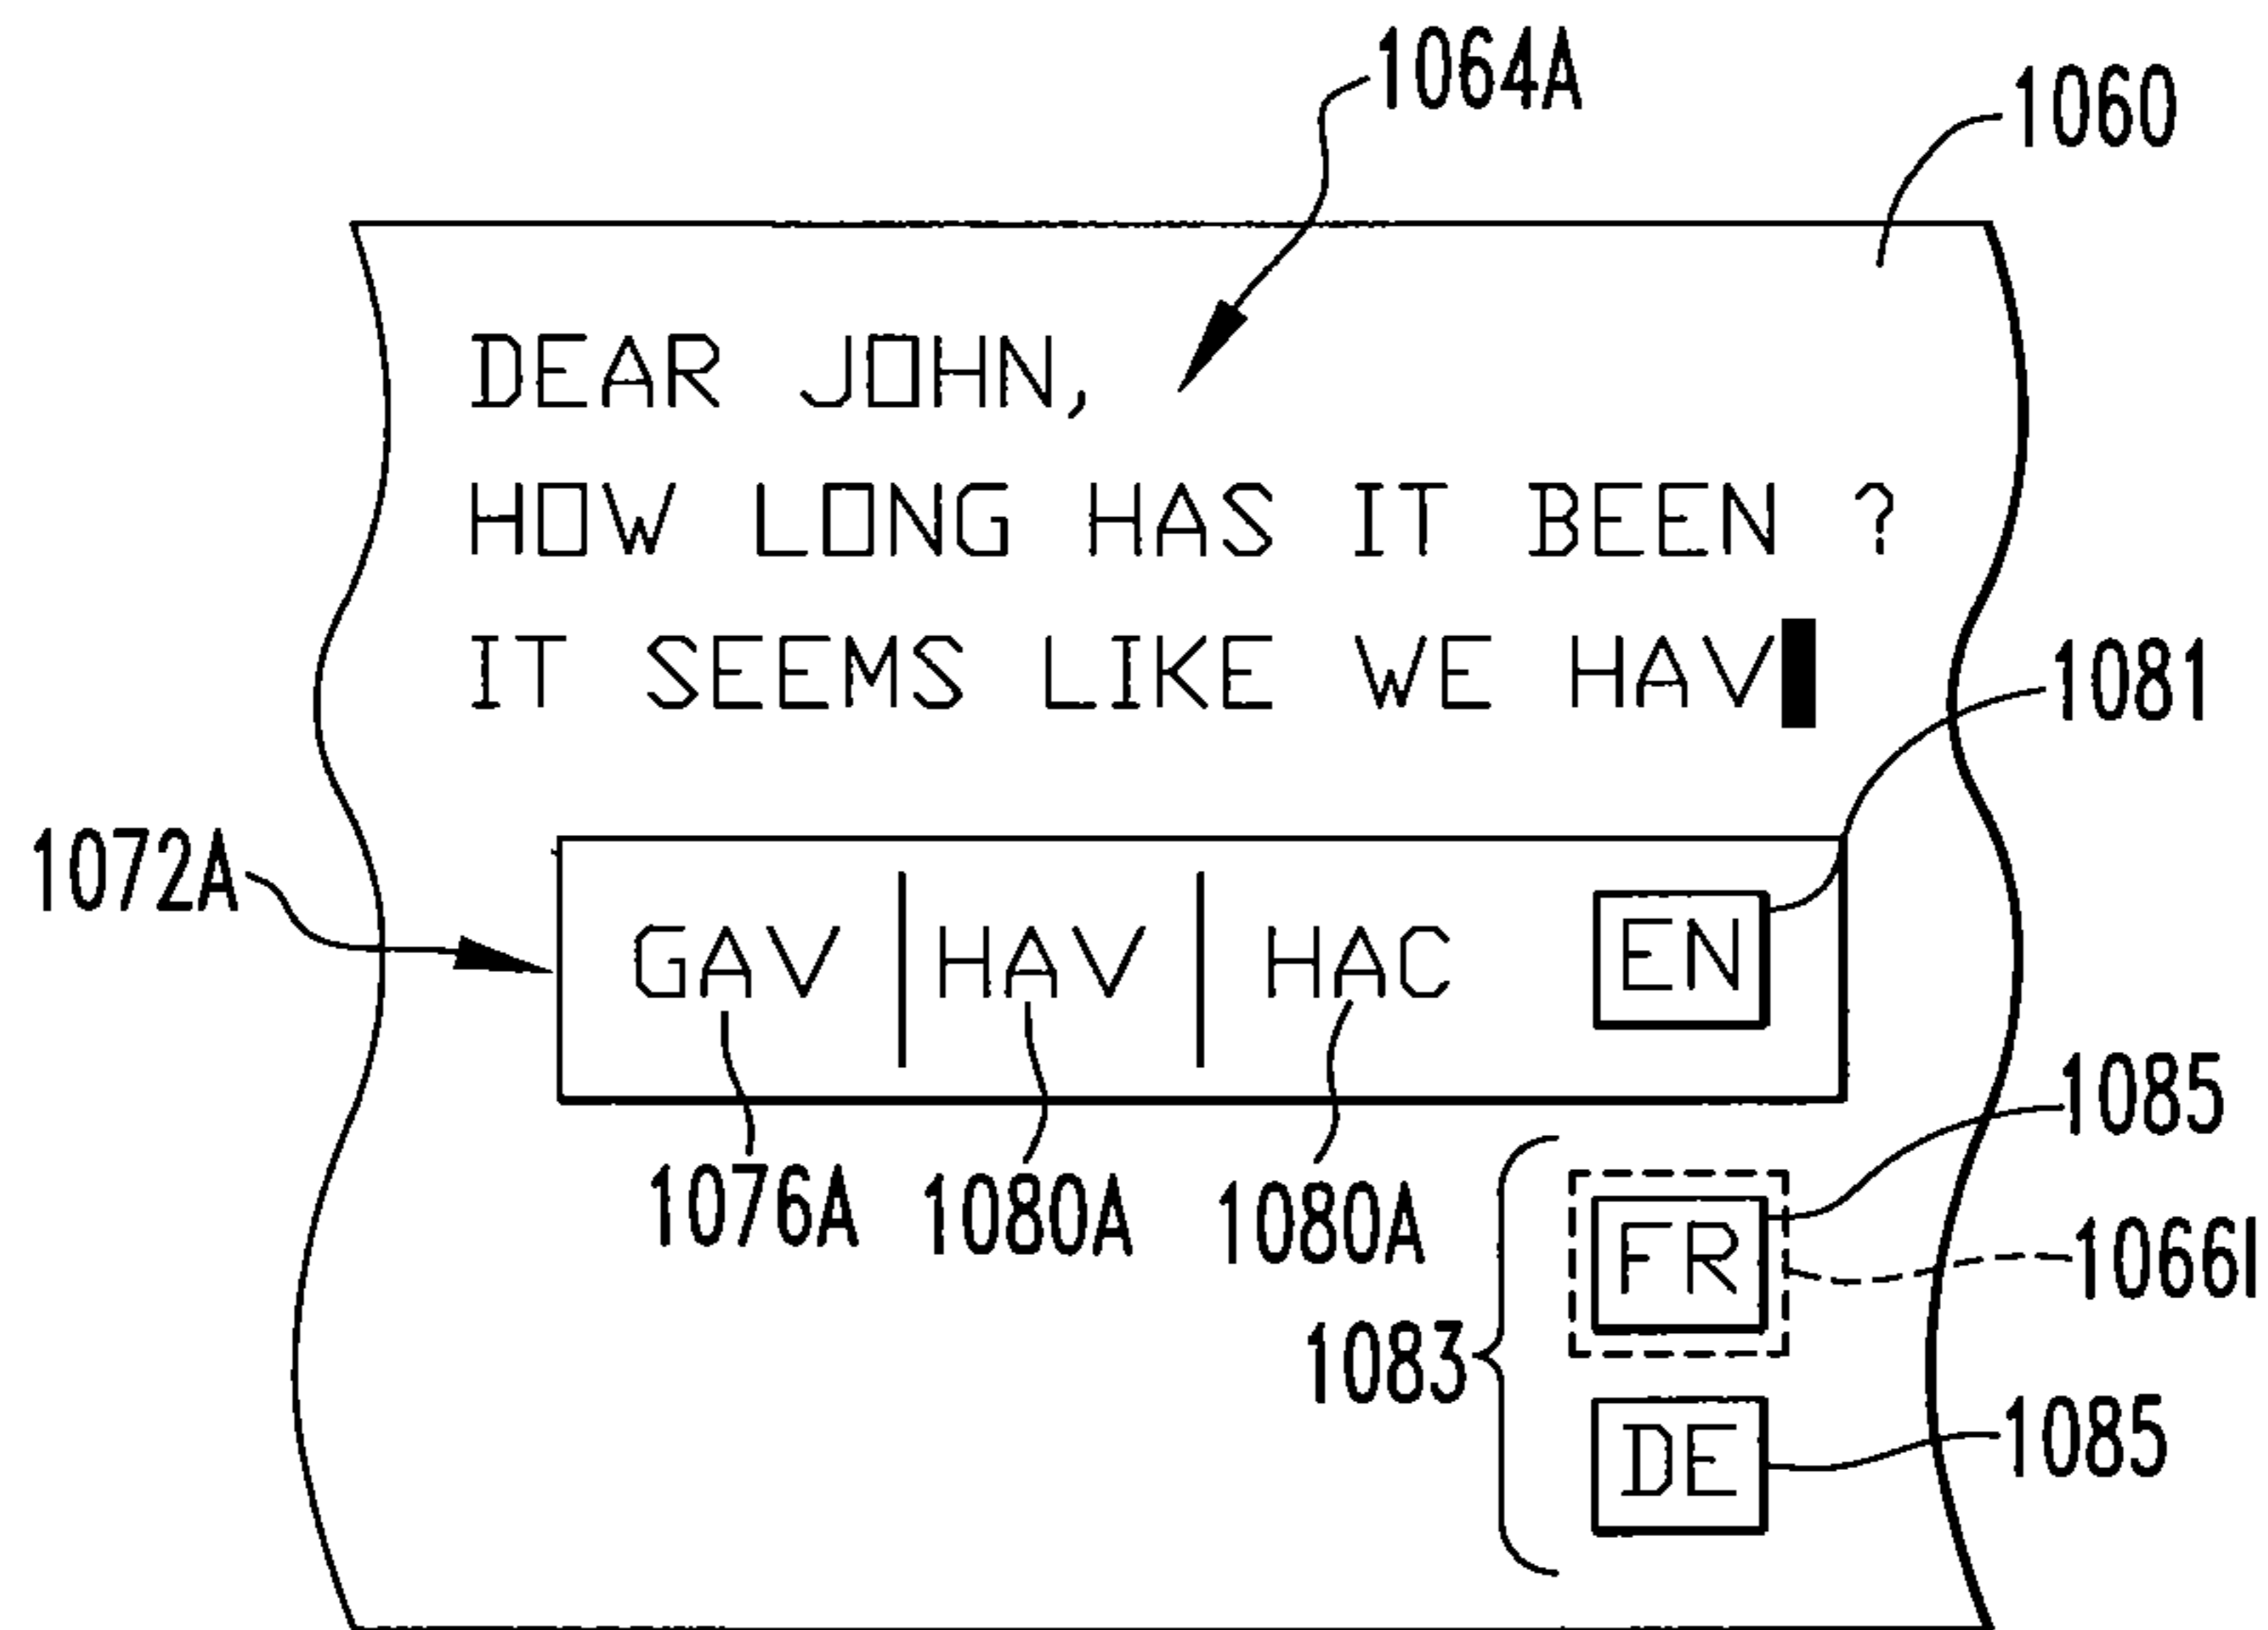 1064A
1060
DEAR JOHN,
HOW LONG HAS IT BEEN ?
IT SEEMS LIKE WE HAV
1081
1072A
GAV | HAV | HAC EN
1085
1076A 1080A 1080A
FR
1066I
1083
DE
1085